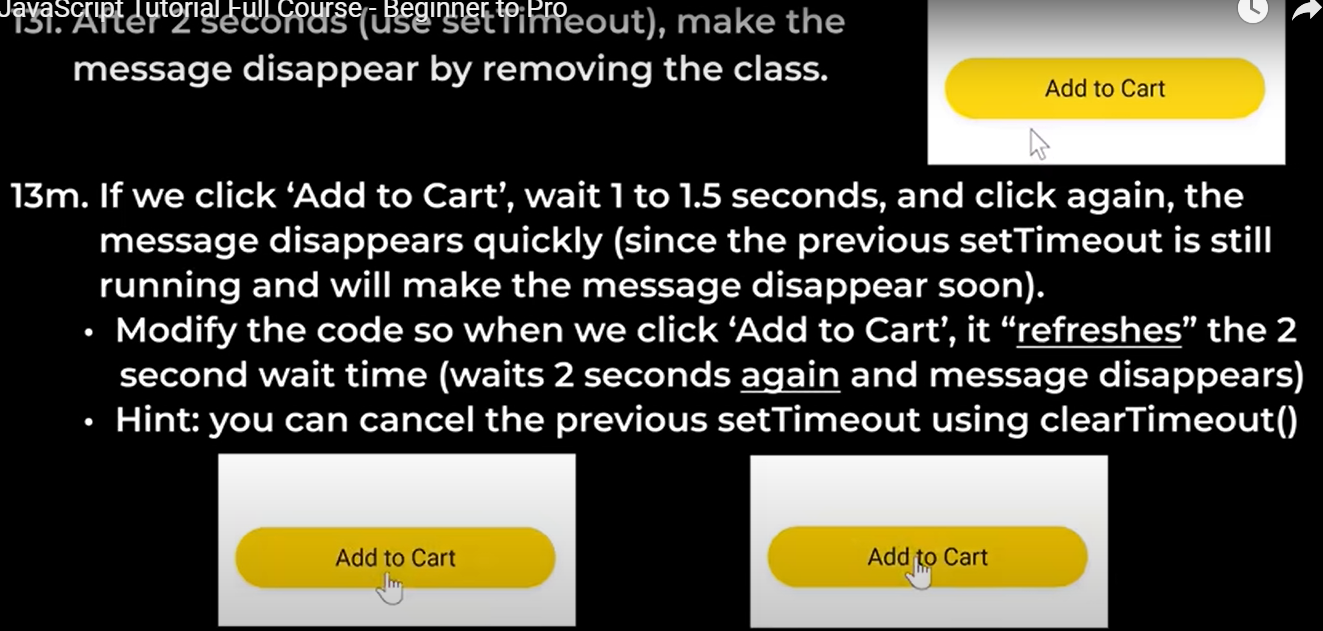 JavaScript Tutorial Full Course - Beginner to Pro
13l. After 2 seconds (use setTimeout), make the
message disappear by removing the class.
Add to Cart
13m. If we click ‘Add to Cart’, wait 1 to 1.5 seconds, and click again, the
message disappears quickly (since the previous setTimeout is still
running and will make the message disappear soon).
• Modify the code so when we click ‘Add to Cart’, it “refreshes” the 2
second wait time (waits 2 seconds again and message disappears)
• Hint: you can cancel the previous setTimeout using clearTimeout()
Add to Cart
Add to Cart